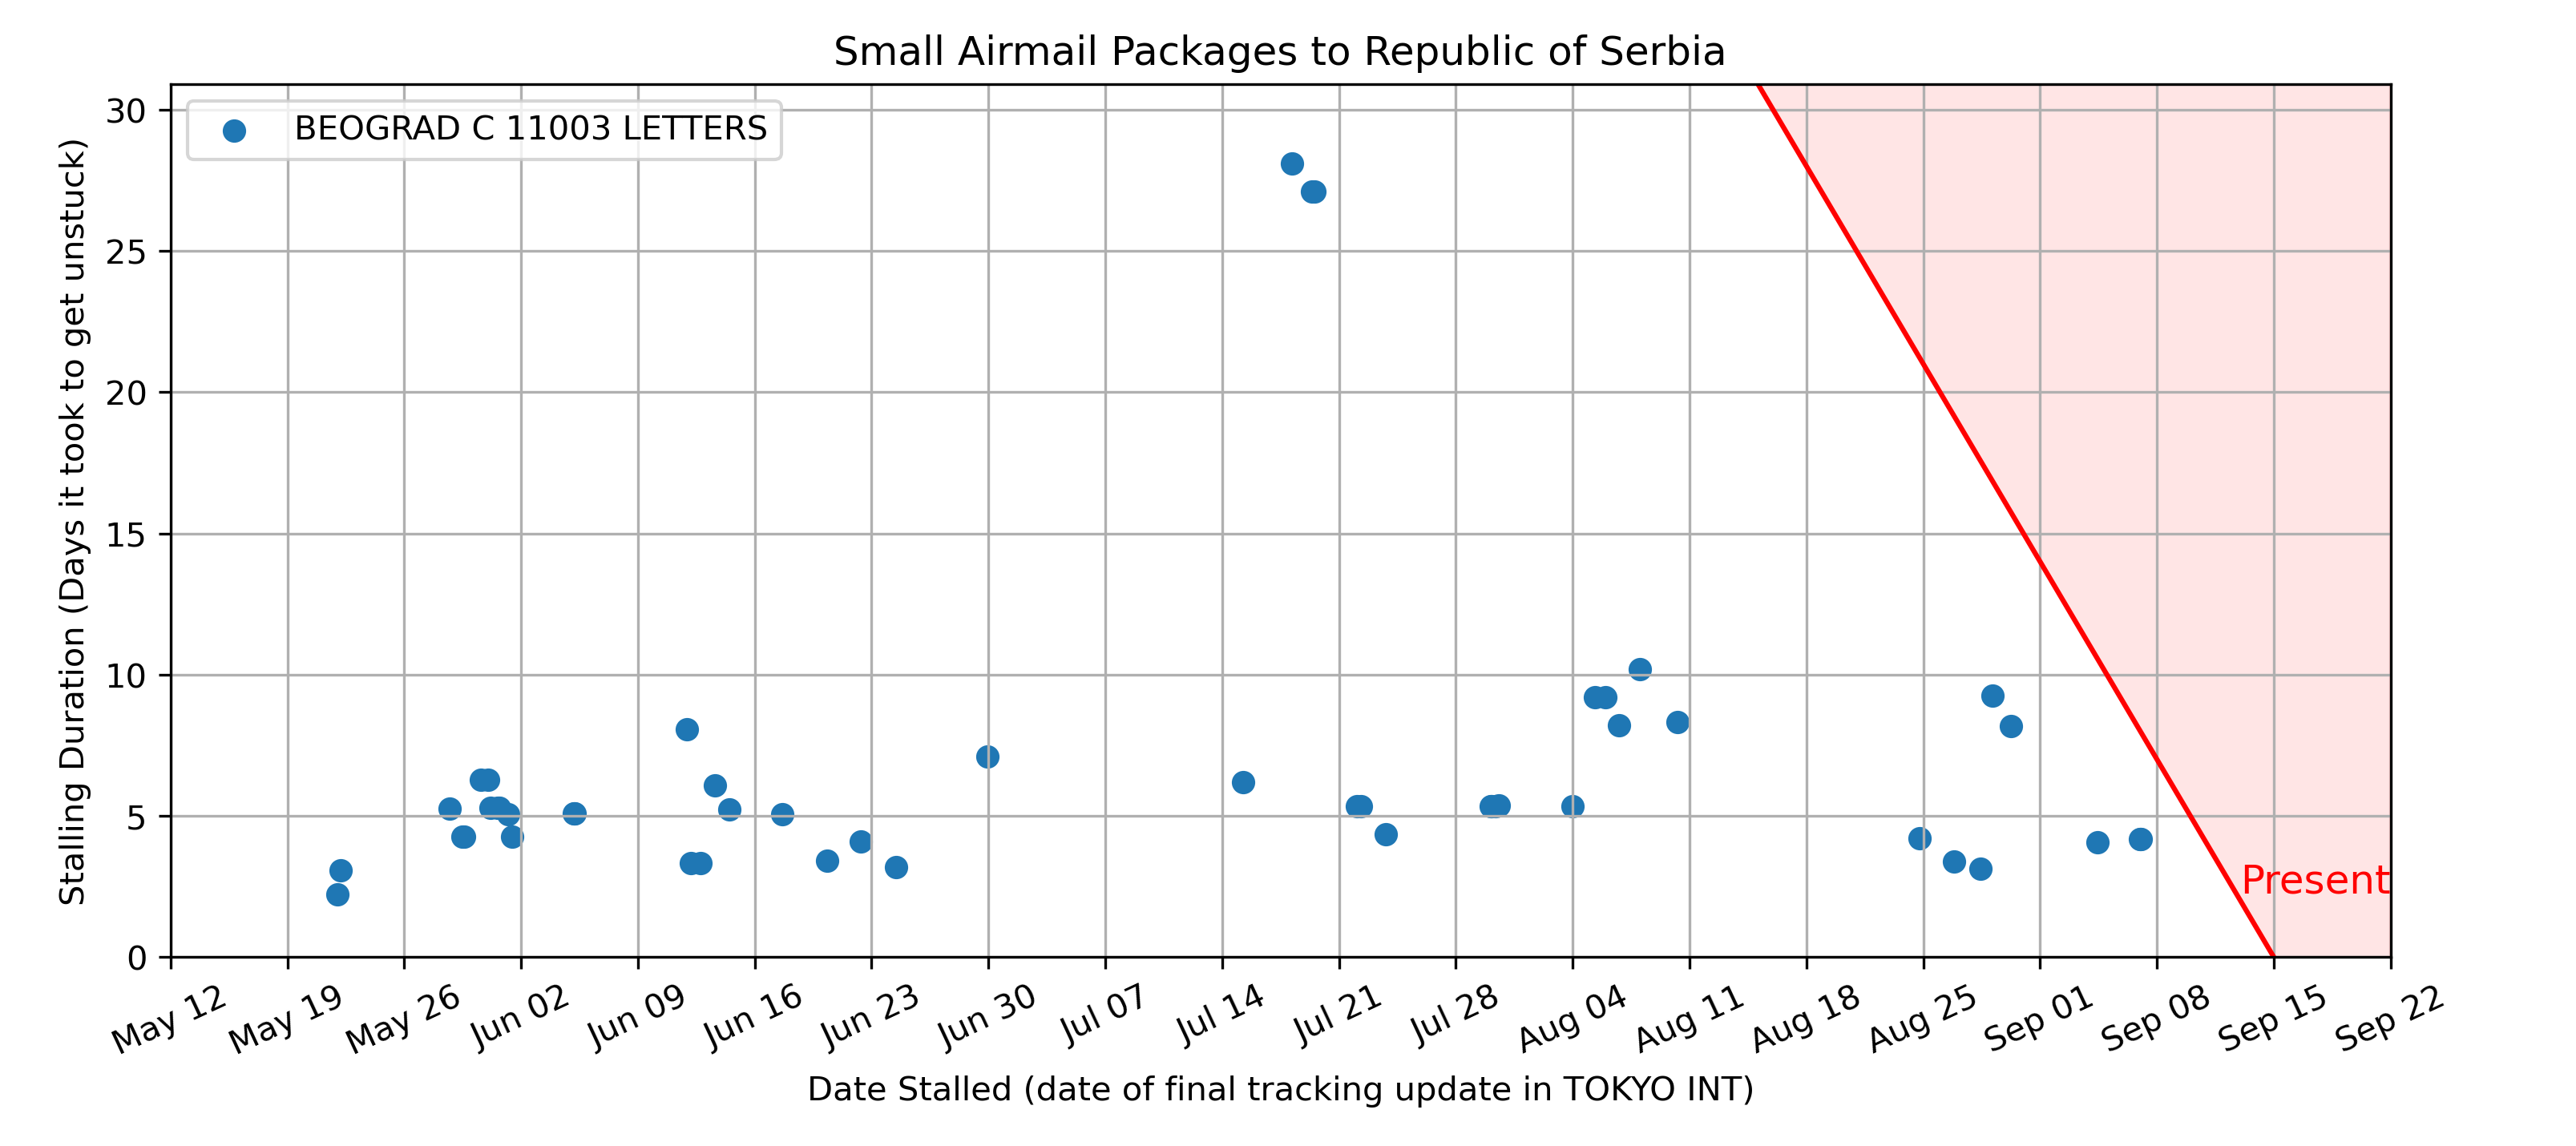 Small Airmail Packages to Republic of Serbia
BEOGRAD C 11003 LETTERS
Stalling Duration (Days it took to get unstuck)
30
25
20
15
10
5
0
Present
May 12
May 19
May 26
Jun 02
Jun 09
Jun 16
Jun 23
Jun 30
Jul 07
Jul 14
Jul 21
Jul 28
Aug 04
Aug 11
Aug 18
Aug 25
Sep 01
Sep 08
Sep 15
Sep 22
Date Stalled (date of final tracking update in TOKYO INT)